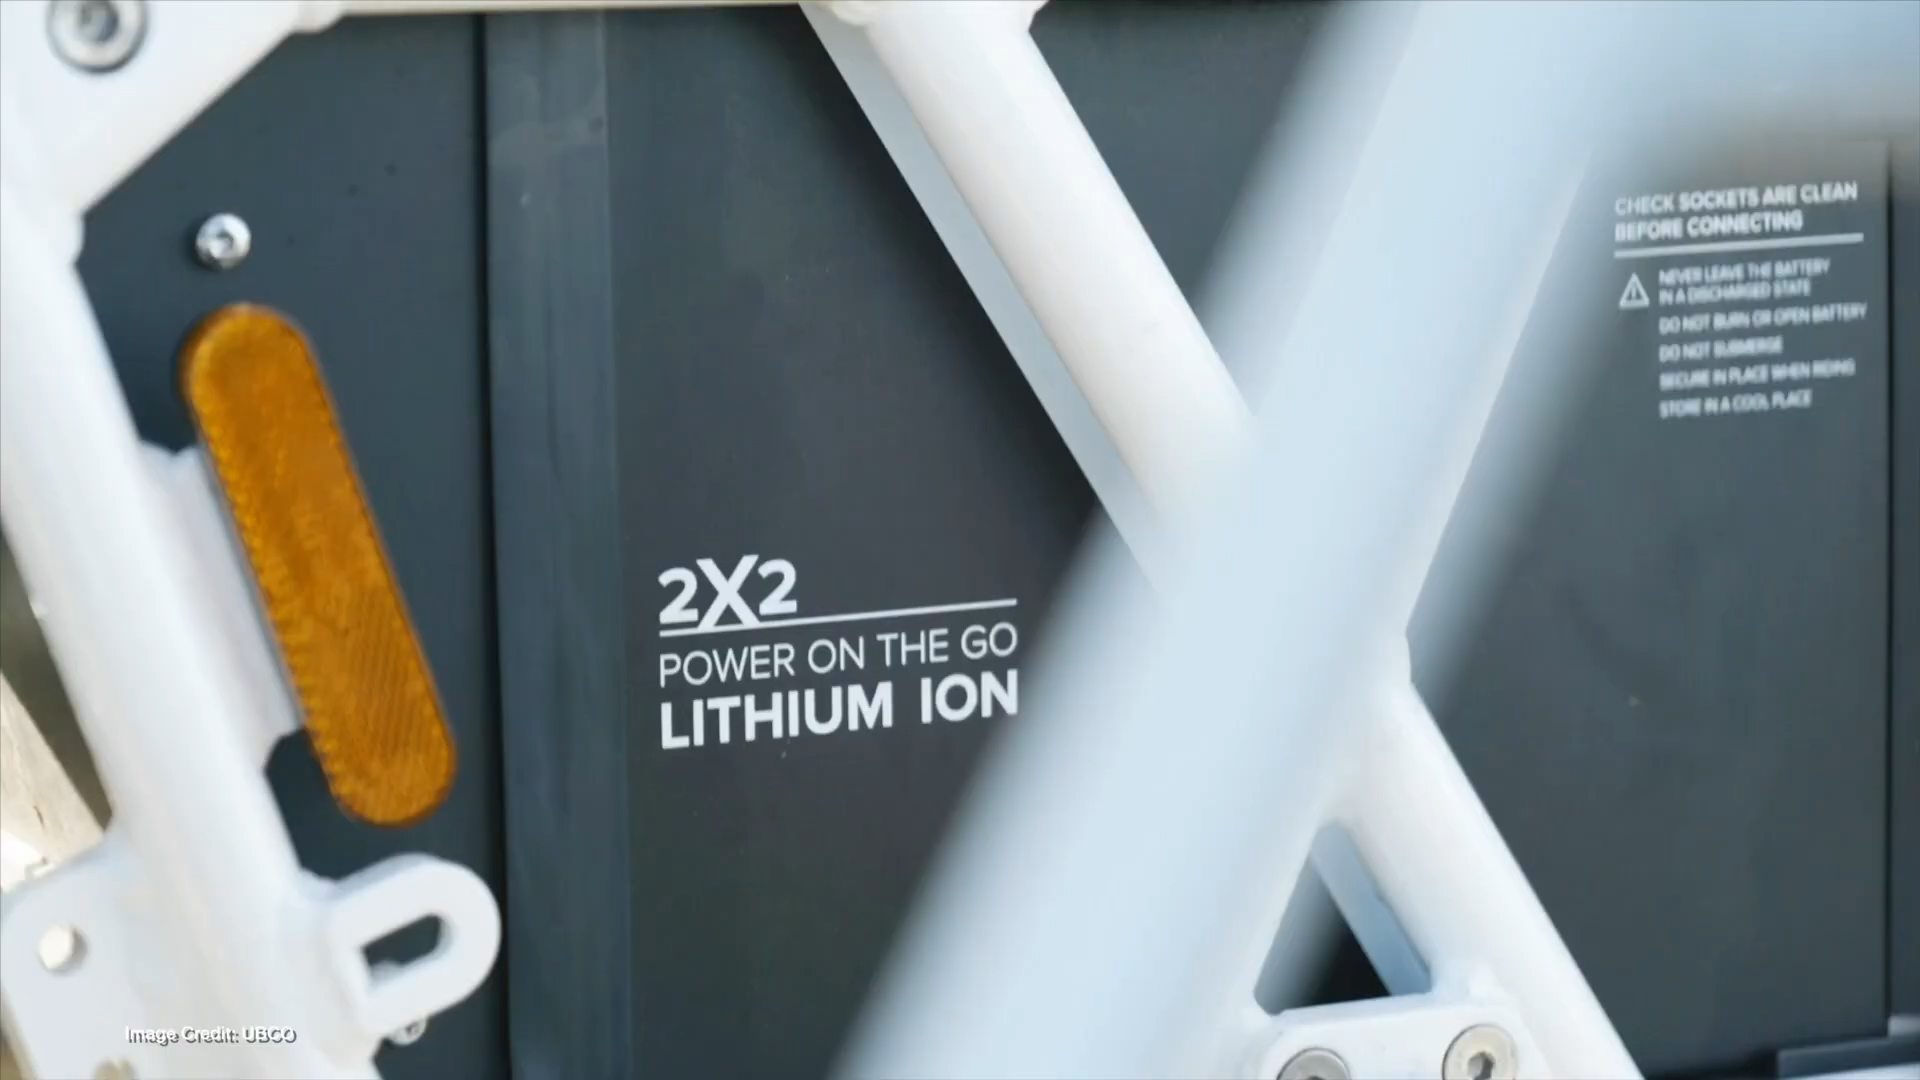 2X2
POWER ON THE GO
LITHIUM ION
CHECK SOCKETS ARE CLEAN
BEFORE CONNECTING
NEVER LEAVE THE BATTERY
IN A DISCHARGED STATE
DO NOT BURN OR OPEN BATTERY
DO NOT SUBMERGE
SECURE IN PLACE WHEN RIDING
STORE IN A COOL PLACE
Image Credit: UBCO